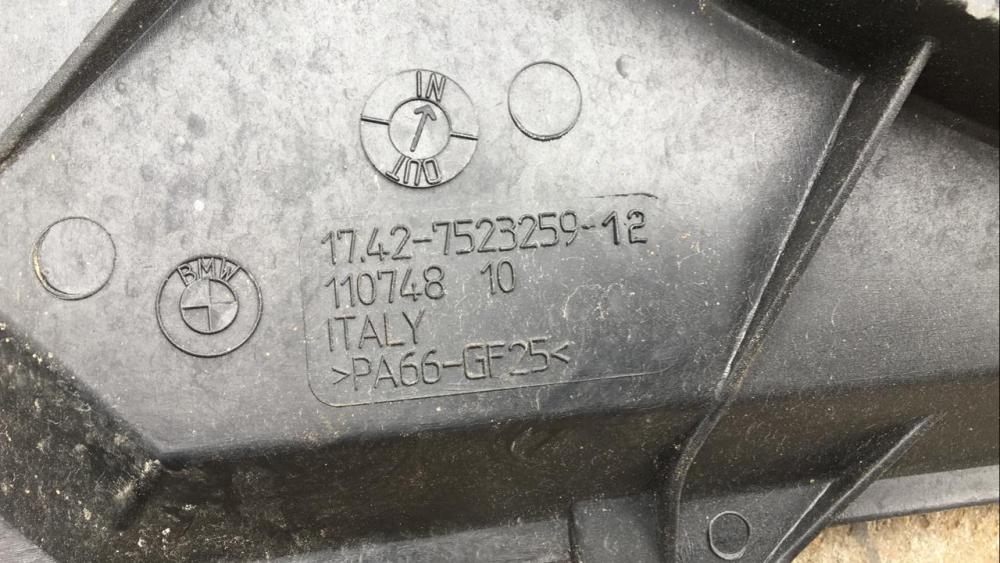 IN
OUT
17.42-7523259-12
BMW
110748 10
ITALY
>PA66-GF25<